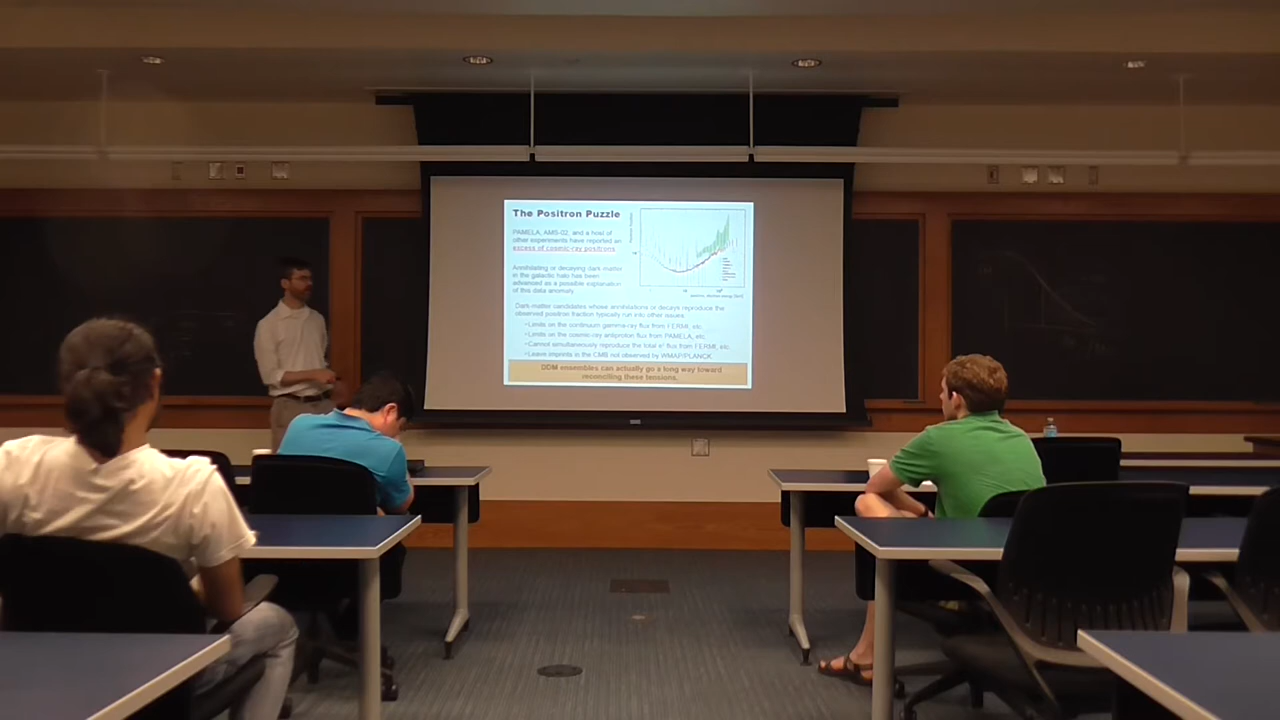 The Positron Puzzle
PAMELA, AMS-02, and a host of
other experiments have reported an
excess of cosmic-ray positrons.
Annihilating or decaying dark-matter
in the galactic halo has been
advanced as a possible explanation
of this data anomaly.
Dark-matter candidates whose annihilations or decays reproduce the
observed positron fraction typically run into other issues:
•Limits on the continuum gamma-ray flux from FERMI, etc.
•Limits on the cosmic-ray antiproton flux from PAMELA, etc.
•Cannot simultaneously reproduce the total e± flux from FERMI, etc.
•Leave imprints in the CMB not observed by WMAP/PLANCK.
DDM ensembles can actually go a long way toward
reconciling these tensions.